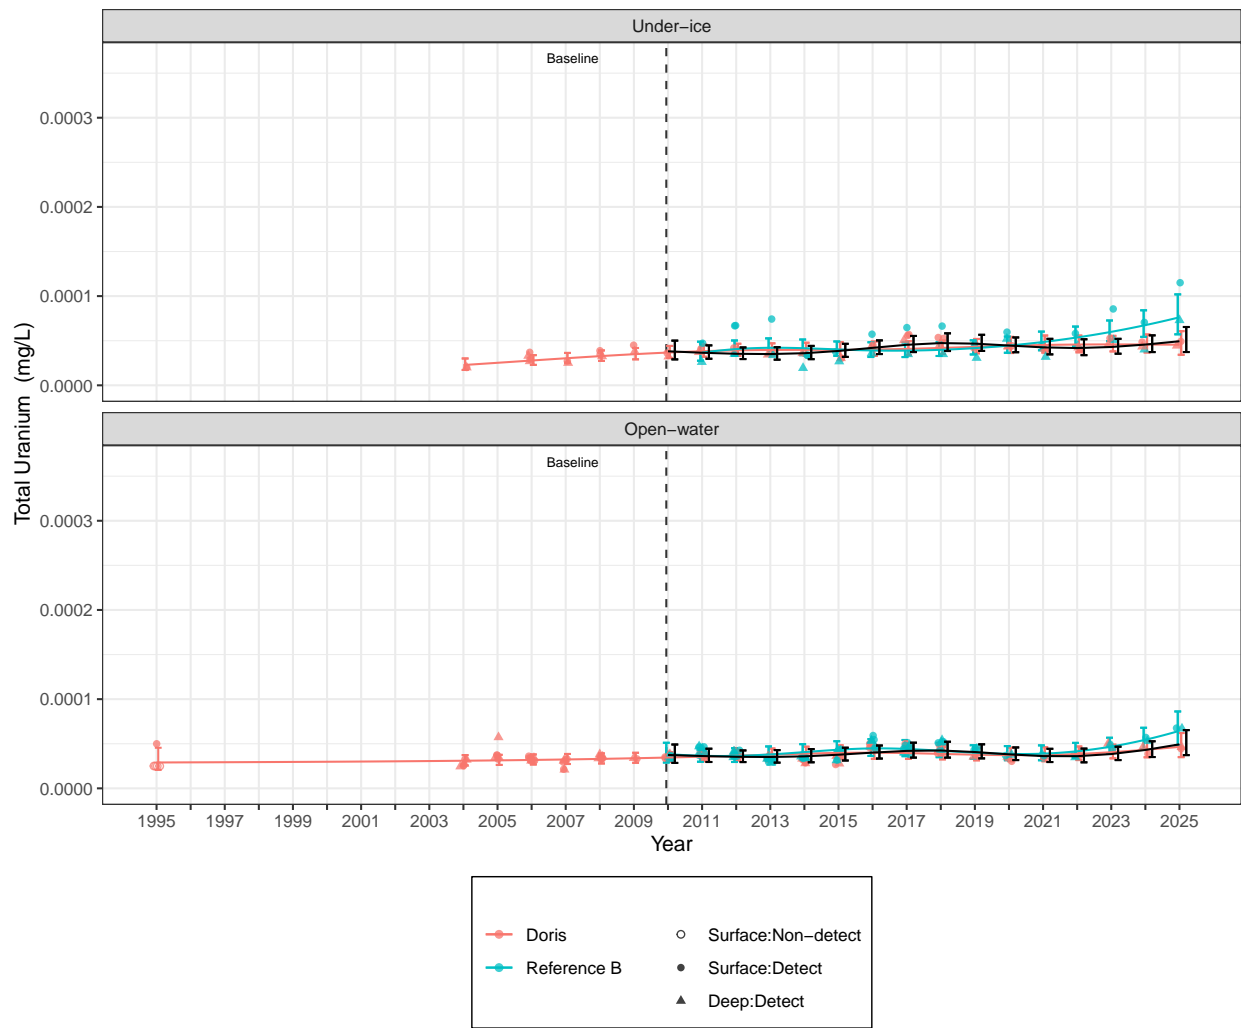 Under−ice
Baseline
0.0003
0.0002
0.0001
0.0000
Open−water
Baseline
0.0003
0.0002
0.0001
0.0000
Total Uranium (mg/L)
1995 1997 1999 2001 2003 2005 2007 2009 2011 2013 2015 2017 2019 2021 2023 2025
Year
Doris
Reference B
Surface:Non−detect
Surface:Detect
Deep:Detect